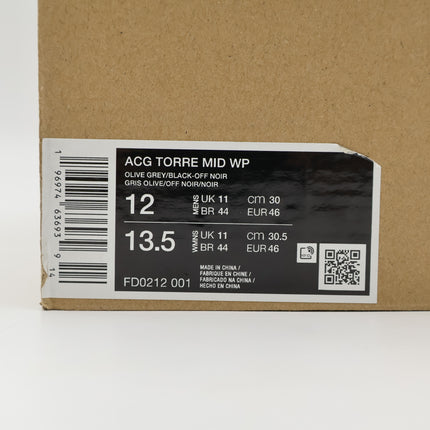 ACG TORRE MID WP
OLIVE GREY/BLACK-OFF NOIR
GRIS OLIVE/OFF NOIR/NOIR
12 MENS UK 11 CM 30
BR 44 EUR 46
13.5 WMNS UK 11 CM 30.5
BR 44 EUR 46
MADE IN CHINA /
FABRIQUE EN CHINE /
FABRICADO NA CHINA /
HECHO EN CHINA
FD0212 001
1 96974 63693 9 14